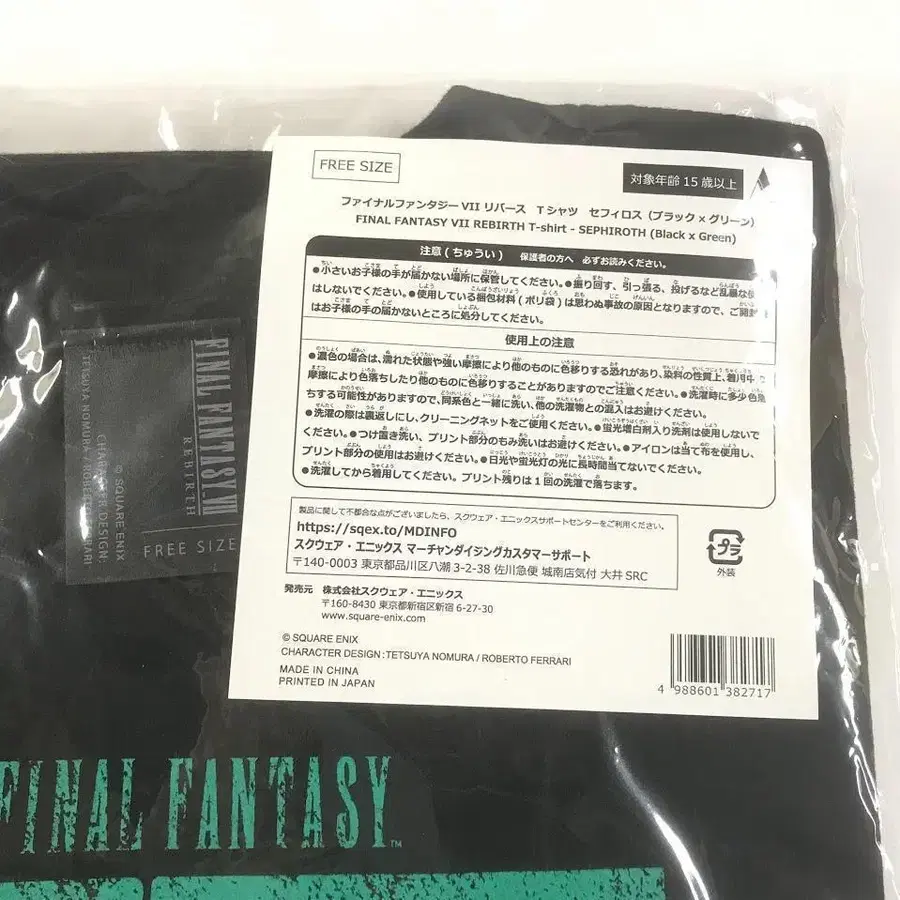 FREE SIZE
対象年齢 15 歳以上
ファイナルファンタジー VII リバース Tシャツ セフィロス（ブラック × グリーン）
FINAL FANTASY VII REBIRTH T-shirt - SEPHIROTH (Black x Green)
注意（ちゅうい） 保護者の方へ 必ずお読みください。
●小さいお子様の手が届かない場所に保管してください。●振り回す、引っ張る、投げるなど乱暴な使
はしないでください。●使用している梱包材料（ポリ袋）は思わぬ事故の原因となりますので、ご開封
はお子様の手の届かないところに処分してください。
使用上の注意
●濃色の場合は、濡れた状態や強い摩擦により他のものに色移りする恐れがあり、染料の性質上、着用中
摩擦により色落ちしたり他のものに色移りすることがありますのでご注意ください。●洗濯時に多少色落
ちする可能性がありますので、同系色と一緒に洗い、他の洗濯物との混入はお避けください。
●洗濯の際は裏返しにし、クリーニングネットをご使用ください。●蛍光増白剤入り洗剤は使用しないで
ください。●つけ置き洗い、プリント部分のもみ洗いはお避けください。●アイロンは当て布を使用し、
プリント部分の使用はお避けください。●日光や蛍光灯のひかりに長時間当てないでください。
●洗濯してから着用してください。プリント残りは1回の洗濯で落ちます。
製品に関して不都合な点がございましたら、スクウェア・エニックスサポートセンターをご利用ください。
https://sqex.to/MDINFO
スクウェア・エニックス マーチャンダイジングカスタマーサポート
〒140-0003 東京都品川区八潮 3-2-38 佐川急便 城南店気付 大井 SRC
プラ
外装
発売元 株式会社スクウェア・エニックス
〒160-8430 東京都新宿区新宿 6-27-30
www.square-enix.com
© SQUARE ENIX
CHARACTER DESIGN : TETSUYA NOMURA / ROBERTO FERRARI
MADE IN CHINA
PRINTED IN JAPAN
4 988601 382717
FINAL FANTASY VII
REBIRTH
© SQUARE ENIX
CHARACTER DESIGN:
TETSUYA NOMURA / ROBERTO FERRARI
FREE SIZE
FINAL FANTASY™